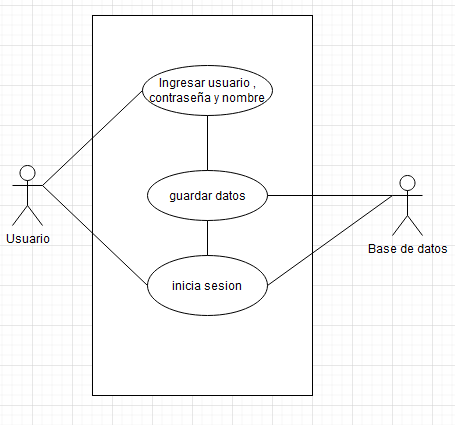 Ingresar usuario ,
contraseña y nombre
guardar datos
Usuario
Base de datos
inicia sesion